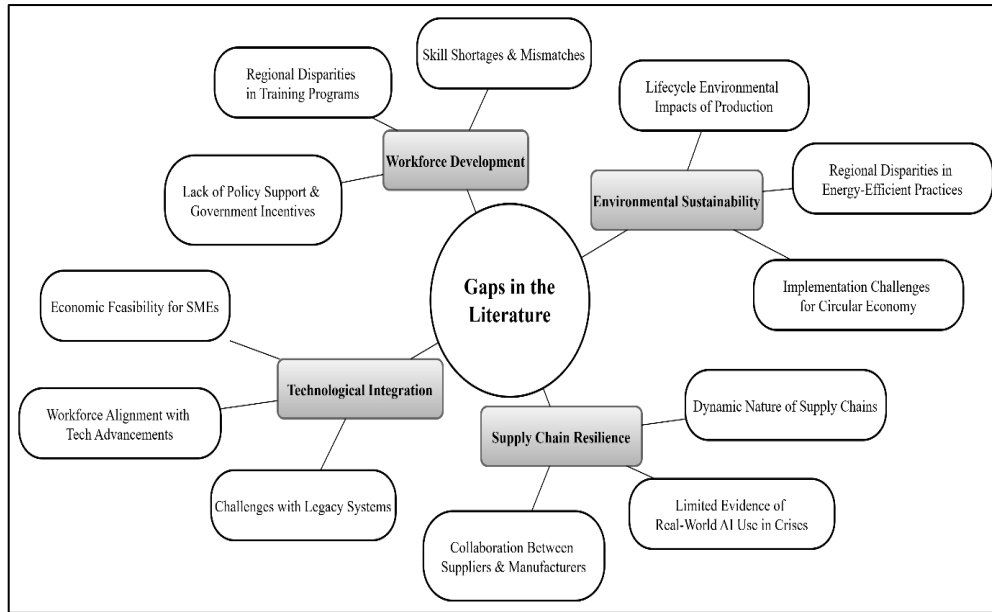 Skill Shortages & Mismatches
Regional Disparities
in Training Programs
Lifecycle Environmental
Impacts of Production
Workforce Development
Lack of Policy Support &
Government Incentives
Regional Disparities in
Energy-Efficient Practices
Environmental Sustainability
Gaps in the
Literature
Implementation Challenges
for Circular Economy
Economic Feasibility for SMEs
Technological Integration
Workforce Alignment with
Tech Advancements
Dynamic Nature of Supply Chains
Supply Chain Resilience
Challenges with Legacy Systems
Limited Evidence of
Real-World AI Use in Crises
Collaboration Between
Suppliers & Manufacturers